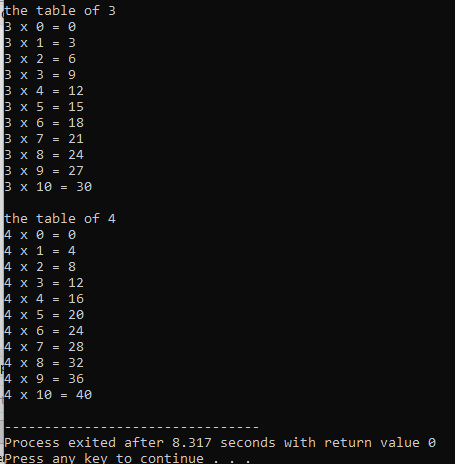 the table of 3
3 x 0 = 0
3 x 1 = 3
3 x 2 = 6
3 x 3 = 9
3 x 4 = 12
3 x 5 = 15
3 x 6 = 18
3 x 7 = 21
3 x 8 = 24
3 x 9 = 27
3 x 10 = 30

the table of 4
4 x 0 = 0
4 x 1 = 4
4 x 2 = 8
4 x 3 = 12
4 x 4 = 16
4 x 5 = 20
4 x 6 = 24
4 x 7 = 28
4 x 8 = 32
4 x 9 = 36
4 x 10 = 40

--------------------------------
Process exited after 8.317 seconds with return value 0
Press any key to continue . . .